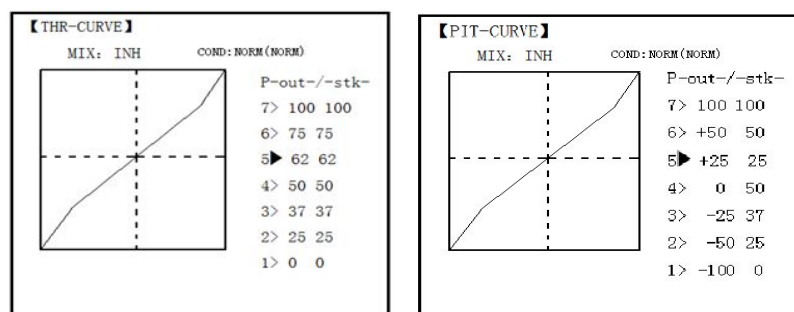 【THR-CURVE】
MIX: INH COND:NORM(NORM)
P-out-/-stk-
7> 100 100
6> 75 75
5▶ 62 62
4> 50 50
3> 37 37
2> 25 25
1> 0 0
【PIT-CURVE】
MIX: INH COND:NORM(NORM)
P-out-/-stk-
7> 100 100
6> +50 50
5▶ +25 25
4> 0 50
3> -25 37
2> -50 25
1> -100 0